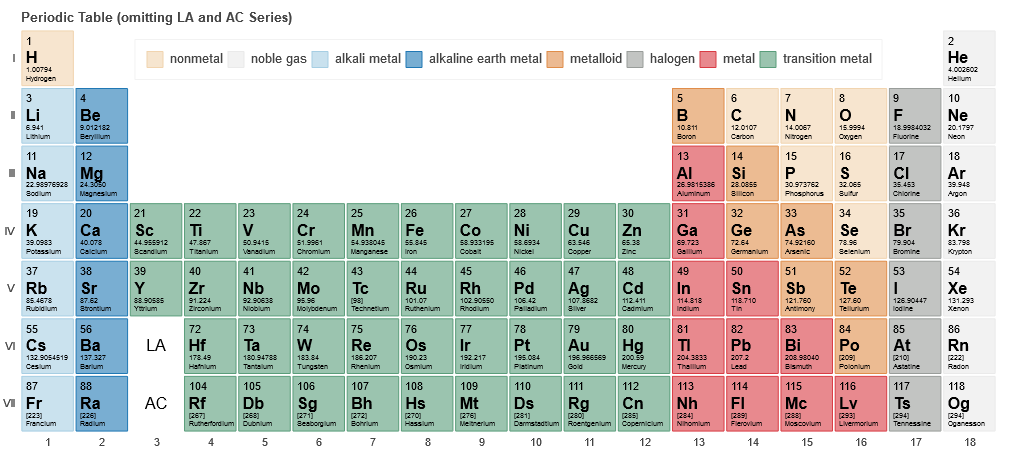 Periodic Table (omitting LA and AC Series)
nonmetal noble gas alkali metal alkaline earth metal metalloid halogen metal transition metal
1 2
I H He
1.00794 4.002602
Hydrogen Helium
3 4 5 6 7 8 9 10
II Li Be B C N O F Ne
6.941 9.012182 10.811 12.0107 14.0067 15.9994 18.9984032 20.1797
Lithium Beryllium Boron Carbon Nitrogen Oxygen Fluorine Neon
11 12 13 14 15 16 17 18
III Na Mg Al Si P S Cl Ar
22.98976928 24.3050 26.9815386 28.0855 30.973762 32.065 35.453 39.948
Sodium Magnesium Aluminum Silicon Phosphorus Sulfur Chlorine Argon
19 20 21 22 23 24 25 26 27 28 29 30 31 32 33 34 35 36
IV K Ca Sc Ti V Cr Mn Fe Co Ni Cu Zn Ga Ge As Se Br Kr
39.0983 40.078 44.955912 47.867 50.9415 51.9961 54.938045 55.845 58.933195 58.6934 63.546 65.38 69.723 72.64 74.92160 78.96 79.904 83.798
Potassium Calcium Scandium Titanium Vanadium Chromium Manganese Iron Cobalt Nickel Copper Zinc Gallium Germanium Arsenic Selenium Bromine Krypton
37 38 39 40 41 42 43 44 45 46 47 48 49 50 51 52 53 54
V Rb Sr Y Zr Nb Mo Tc Ru Rh Pd Ag Cd In Sn Sb Te I Xe
85.4678 87.62 88.90585 91.224 92.90638 95.96 [98] 101.07 102.90550 106.42 107.8682 112.411 114.818 118.710 121.760 127.60 126.90447 131.293
Rubidium Strontium Yttrium Zirconium Niobium Molybdenum Technetium Ruthenium Rhodium Palladium Silver Cadmium Indium Tin Antimony Tellurium Iodine Xenon
55 56 72 73 74 75 76 77 78 79 80 81 82 83 84 85 86
VI Cs Ba LA Hf Ta W Re Os Ir Pt Au Hg Tl Pb Bi Po At Rn
132.9054519 137.327 178.49 180.94788 183.84 186.207 190.23 192.217 195.084 196.966569 200.59 204.3833 207.2 208.98040 [209] [210] [222]
Cesium Barium Hafnium Tantalum Tungsten Rhenium Osmium Iridium Platinum Gold Mercury Thallium Lead Bismuth Polonium Astatine Radon
87 88 104 105 106 107 108 109 110 111 112 113 114 115 116 117 118
VII Fr Ra AC Rf Db Sg Bh Hs Mt Ds Rg Cn Nh Fl Mc Lv Ts Og
[223] [226] [267] [268] [271] [272] [270] [276] [281] [280] [285] [284] [289] [288] [293] [294] [294]
Francium Radium Rutherfordium Dubnium Seaborgium Bohrium Hassium Meitnerium Darmstadtium Roentgenium Copernicium Nihonium Flerovium Moscovium Livermorium Tennessine Oganesson
1 2 3 4 5 6 7 8 9 10 11 12 13 14 15 16 17 18